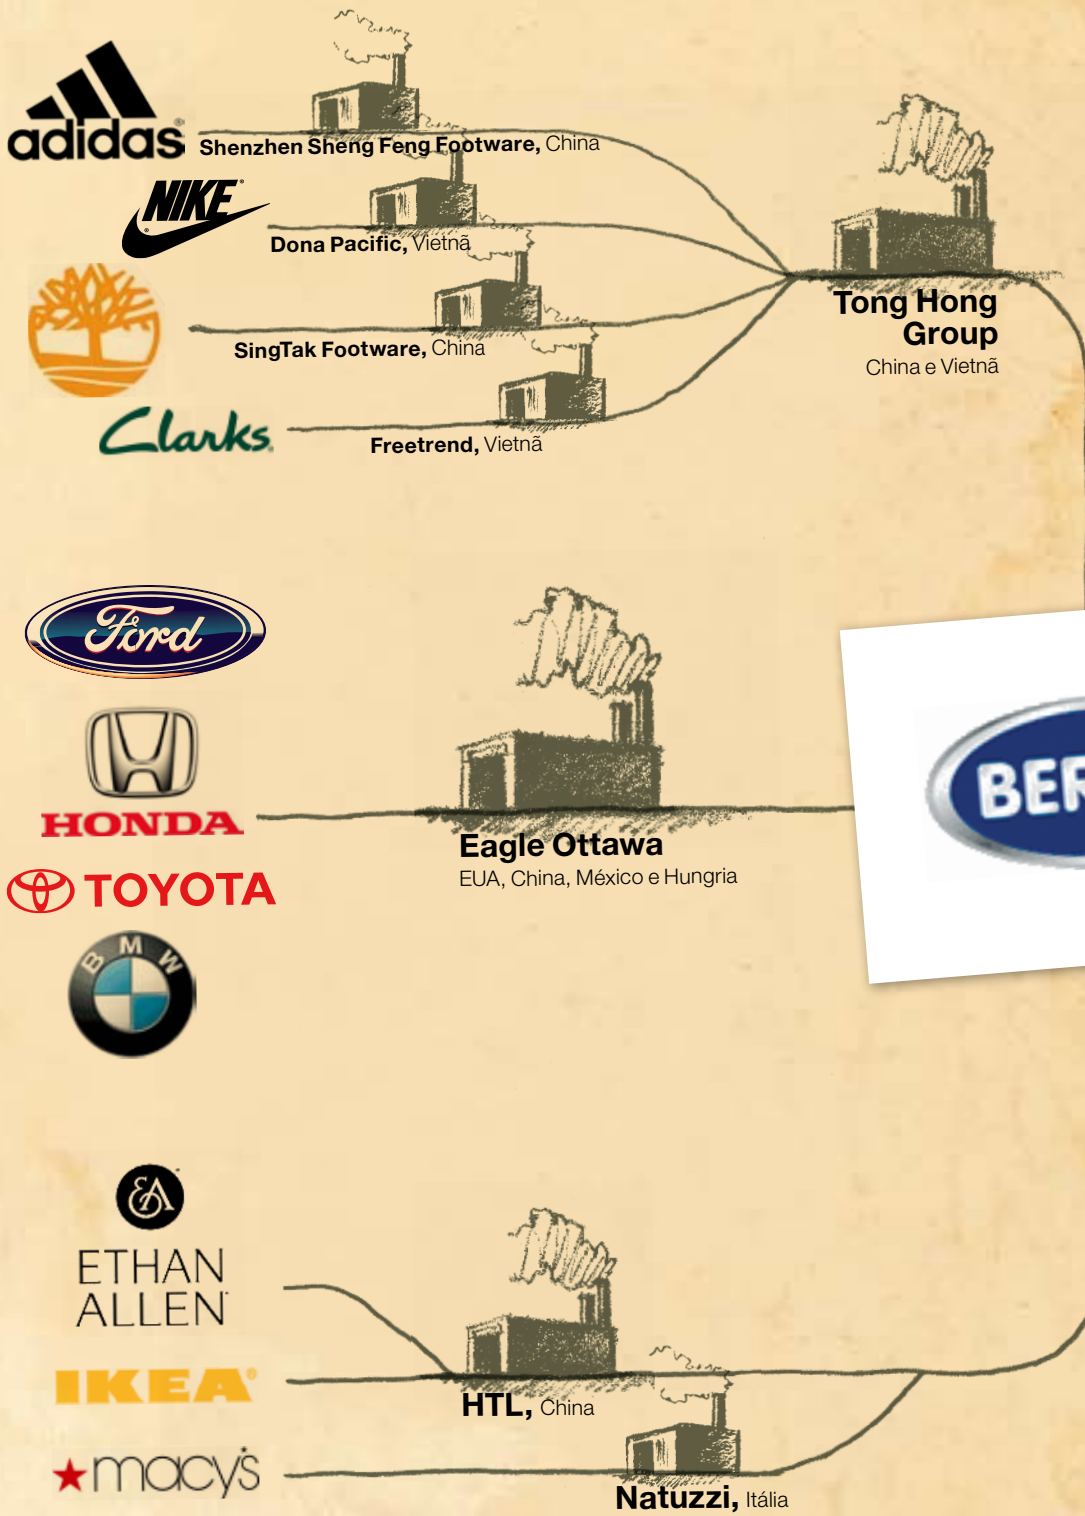 adidas®
Shenzhen Sheng Feng Footware, China
NIKE®
Dona Pacific, Vietnã
SingTak Footware, China
Clarks
Freetrend, Vietnã
Tong Hong
Group
China e Vietnã
Ford
HONDA
TOYOTA
BMW
Eagle Ottawa
EUA, China, México e Hungria
BER
EA
ETHAN
ALLEN
IKEA®
macy's
HTL, China
Natuzzi, Itália